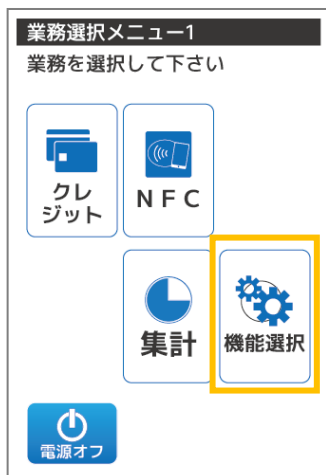 業務選択メニュー1
業務を選択して下さい
クレ
ジット
ＮＦＣ
集計
機能選択
電源オフ